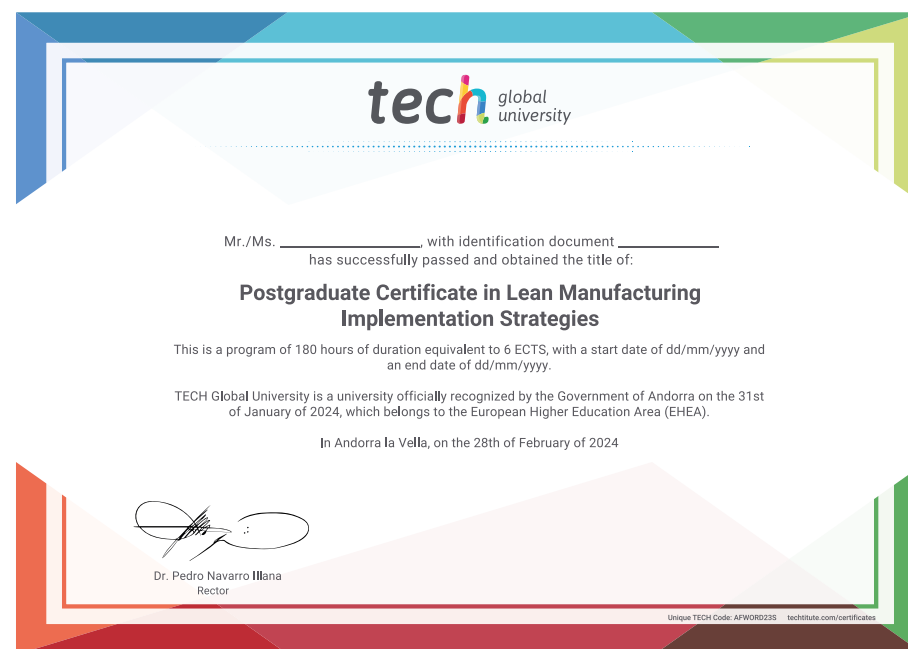 tech global university
Mr./Ms. ____________________, with identification document ______________
has successfully passed and obtained the title of:
Postgraduate Certificate in Lean Manufacturing
Implementation Strategies
This is a program of 180 hours of duration equivalent to 6 ECTS, with a start date of dd/mm/yyyy and
an end date of dd/mm/yyyy.
TECH Global University is a university officially recognized by the Government of Andorra on the 31st
of January of 2024, which belongs to the European Higher Education Area (EHEA).
In Andorra la Vella, on the 28th of February of 2024
Dr. Pedro Navarro Illana
Rector
Unique TECH Code: AFWORD23S techtitute.com/certificates